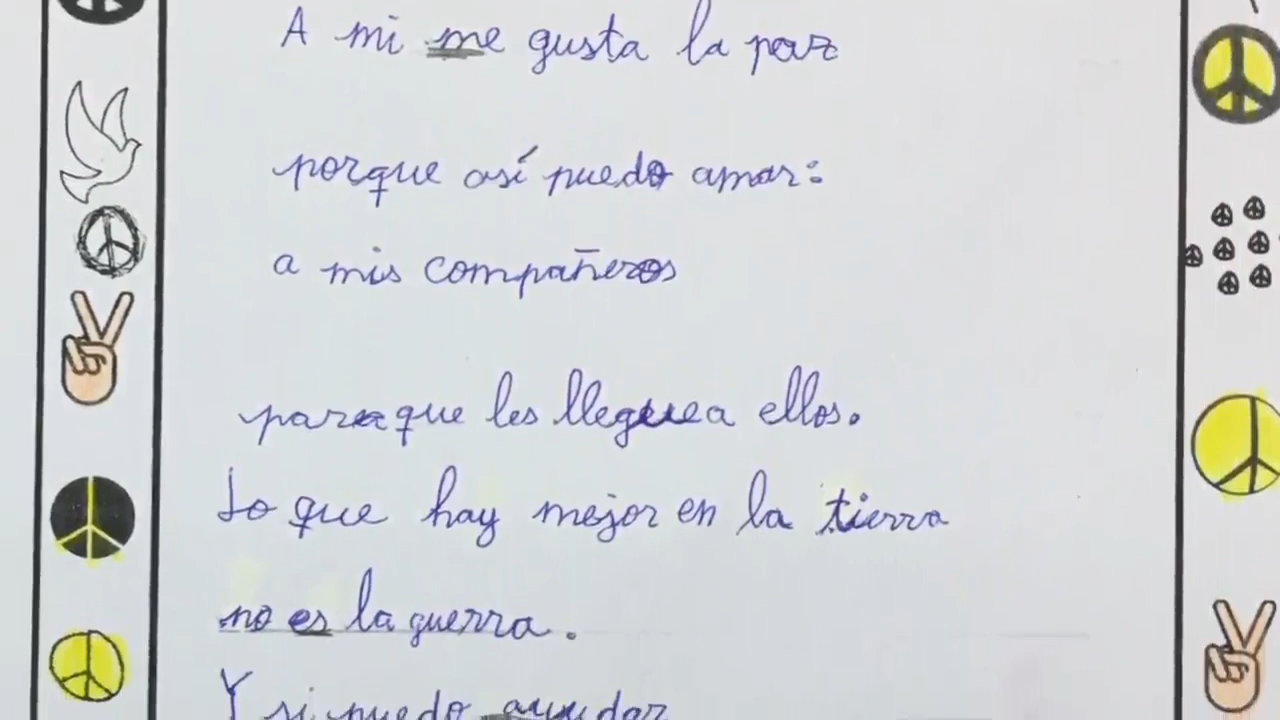 A mi me gusta la paz
porque así puedo amar:
a mis compañeros
para que les llegue a ellos.
Lo que hay mejor en la tierra
no es la guerra.
Y si puedo ayudar